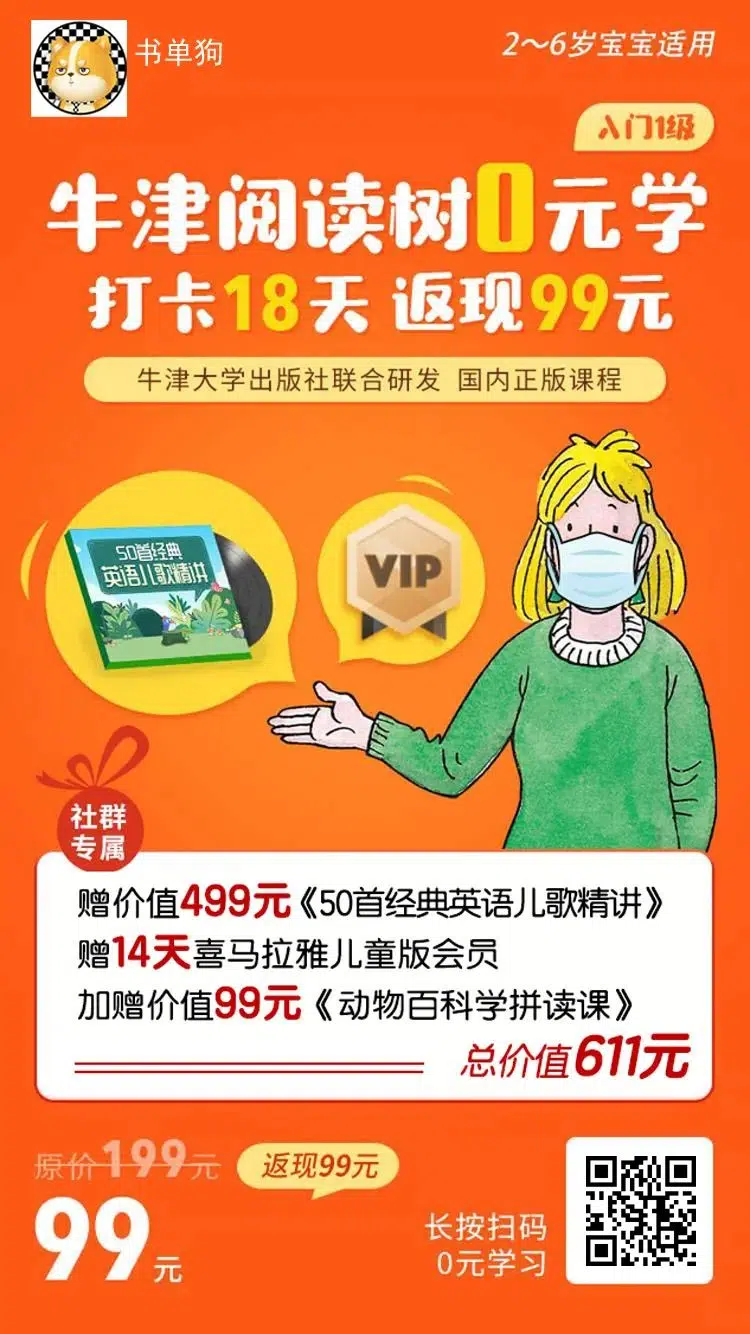 书单狗
2～6岁宝宝适用
入门1级
牛津阅读树0元学
打卡18天 返现99元
牛津大学出版社联合研发 国内正版课程
50首经典
英语儿歌精讲
VIP
社群
专属
赠价值499元《50首经典英语儿歌精讲》
赠14天喜马拉雅儿童版会员
加赠价值99元《动物百科学拼读课》
总价值611元
原价199元
返现99元
99元
长按扫码
0元学习